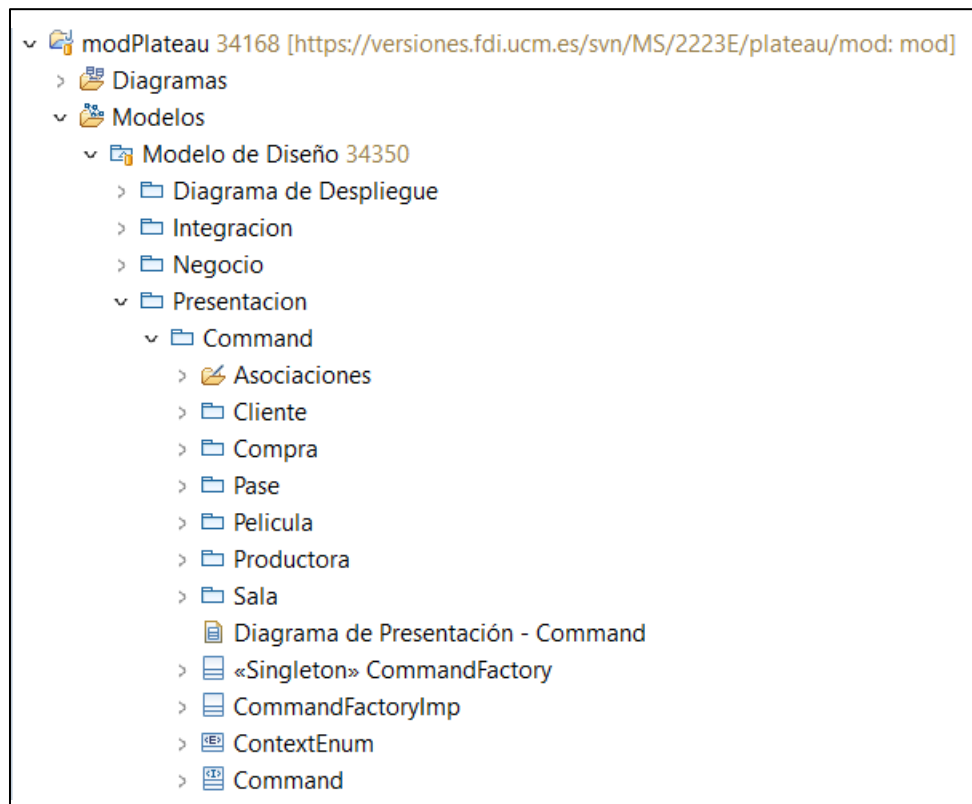 modPlateau 34168 [https://versiones.fdi.ucm.es/svn/MS/2223E/plateau/mod: mod]
Diagramas
Modelos
Modelo de Diseño 34350
Diagrama de Despliegue
Integracion
Negocio
Presentacion
Command
Asociaciones
Cliente
Compra
Pase
Pelicula
Productora
Sala
Diagrama de Presentación - Command
«Singleton» CommandFactory
CommandFactoryImp
<E> ContextEnum
<I> Command